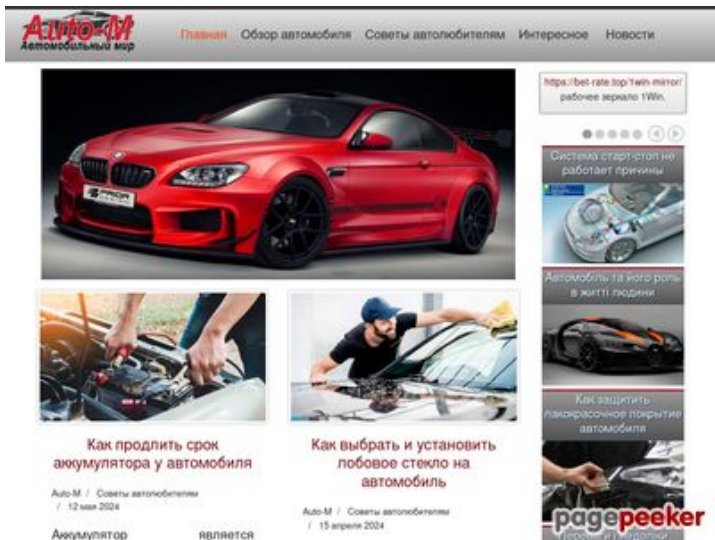 Auto-M
Автомобильный мир
Главная Обзор автомобиля Советы автолюбителям Интересное Новости
https://bet-rate.top/1win-mirror/
рабочее зеркало 1Win.
PRIOR
Система старт-стоп не
работает причины
Автомобіль та його роль
в житті людини
Как защитить
лакокрасочное покрытие
автомобиля
Как продлить срок
аккумулятора у автомобиля
Auto-M / Советы автолюбителям
/ 12 мая 2024
Аккумулятор является
Как выбрать и установить
лобовое стекло на
автомобиль
Auto-M / Советы автолюбителям
/ 15 апреля 2024
pagepeeker